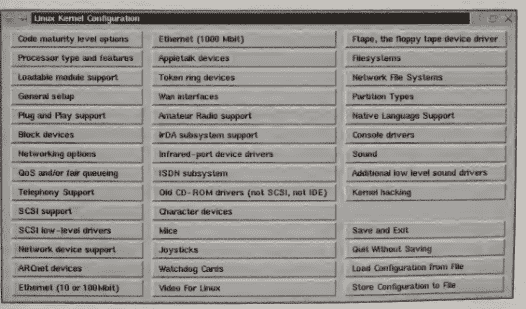 Linux Kernel Configuration
Code maturity level options
Processor type and features
Loadable module support
General setup
Plug and Play support
Block devices
Networking options
QoS and/or fair queueing
Telephony Support
SCSI support
SCSI low-level drivers
Network device support
ARCnet devices
Ethernet (10 or 100Mbit)
Ethernet (1000 Mbit)
Appletalk devices
Token ring devices
Wan interfaces
Amateur Radio support
IrDA subsystem support
Infrared-port device drivers
ISDN subsystem
Old CD-ROM drivers (not SCSI, not IDE)
Character devices
Mice
Joysticks
Watchdog Cards
Video For Linux
Ftape, the floppy tape device driver
Filesystems
Network File Systems
Partition Types
Native Language Support
Console drivers
Sound
Additional low level sound drivers
Kernel hacking
Save and Exit
Quit Without Saving
Load Configuration from File
Store Configuration to File